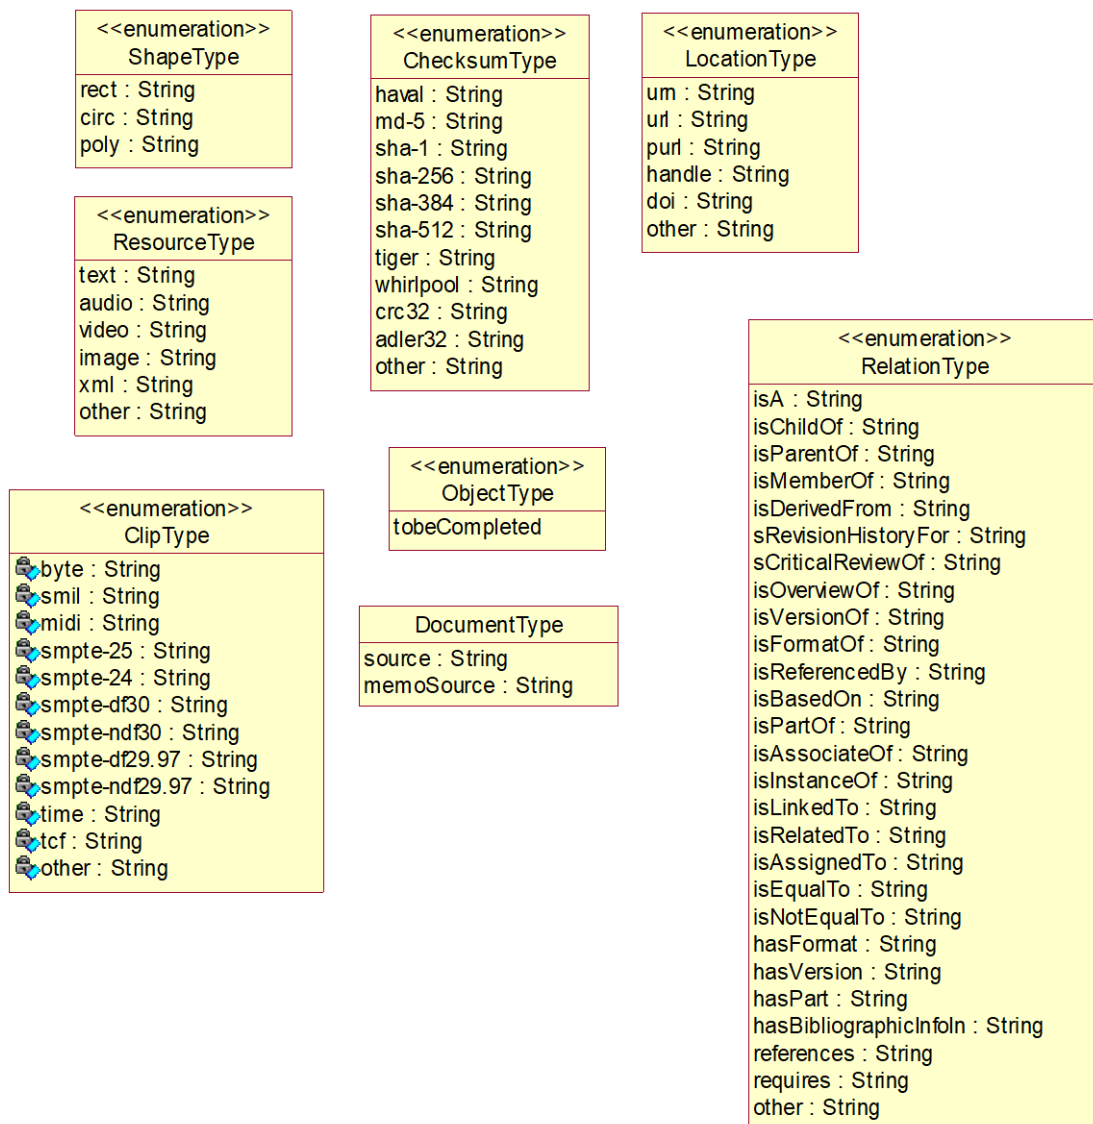 <<enumeration>>
ShapeType
rect : String
circ : String
poly : String
<<enumeration>>
ChecksumType
haval : String
md-5 : String
sha-1 : String
sha-256 : String
sha-384 : String
sha-512 : String
tiger : String
whirlpool : String
crc32 : String
adler32 : String
other : String
<<enumeration>>
LocationType
urn : String
url : String
purl : String
handle : String
doi : String
other : String
<<enumeration>>
ResourceType
text : String
audio : String
video : String
image : String
xml : String
other : String
<<enumeration>>
RelationType
isA : String
isChildOf : String
isParentOf : String
isMemberOf : String
isDerivedFrom : String
sRevisionHistoryFor : String
sCriticalReviewOf : String
isOverviewOf : String
isVersionOf : String
isFormatOf : String
isReferencedBy : String
isBasedOn : String
isPartOf : String
isAssociateOf : String
isInstanceOf : String
isLinkedTo : String
isRelatedTo : String
isAssignedTo : String
isEqualTo : String
isNotEqualTo : String
hasFormat : String
hasVersion : String
hasPart : String
hasBibliographicInfoIn : String
references : String
requires : String
other : String
<<enumeration>>
ObjectType
tobeCompleted
<<enumeration>>
ClipType
byte : String
smil : String
midi : String
smpte-25 : String
smpte-24 : String
smpte-df30 : String
smpte-ndf30 : String
smpte-df29.97 : String
smpte-ndf29.97 : String
time : String
tcf : String
other : String
DocumentType
source : String
memoSource : String